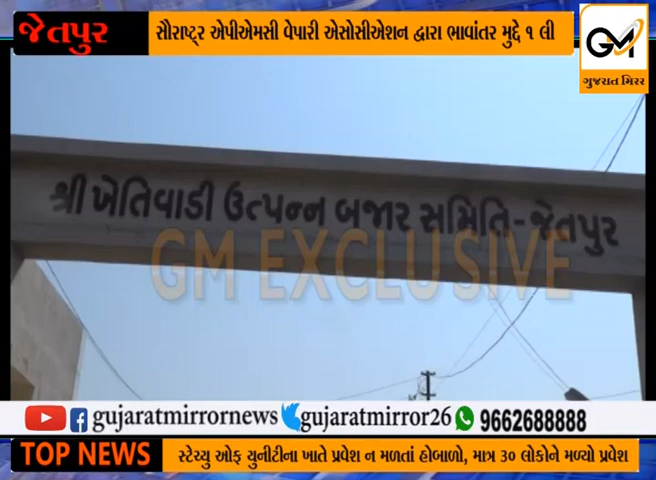 જેતપુર
સૌરાષ્ટ્ર એપીએમસી વેપારી એસોસીએશન દ્વારા ભાવાંતર મુદ્દે ૧ લી
GM
ગુજરાત મિરર
શ્રી ખેતિવાડી ઉત્પન્ન બજાર સમિતિ-જેતપુર
GM EXCLUSIVE
gujaratmirrornews gujaratmirror26 9662688888
TOP NEWS સ્ટેચ્યુ ઓફ યુનીટીના ખાતે પ્રવેશ ન મળતાં હોબાળો, માત્ર ૩૦ લોકોને મળ્યો પ્રવેશ